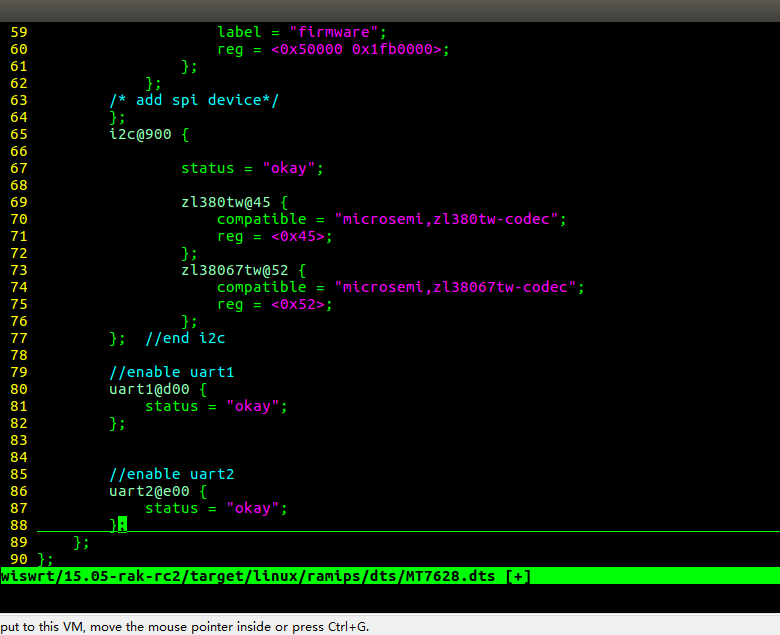 59 label = "firmware";
60 reg = <0x50000 0x1fb0000>;
61 };
62 };
63 /* add spi device*/
64 };
65 i2c@900 {
66
67 status = "okay";
68
69 zl380tw@45 {
70 compatible = "microsemi,zl380tw-codec";
71 reg = <0x45>;
72 };
73 zl38067tw@52 {
74 compatible = "microsemi,zl38067tw-codec";
75 reg = <0x52>;
76 };
77 }; //end i2c
78
79 //enable uart1
80 uart1@d00 {
81 status = "okay";
82 };
83
84
85 //enable uart2
86 uart2@e00 {
87 status = "okay";
88 };
89 };
90 };
wiswrt/15.05-rak-rc2/target/linux/ramips/dts/MT7628.dts [+]
put to this VM, move the mouse pointer inside or press Ctrl+G.